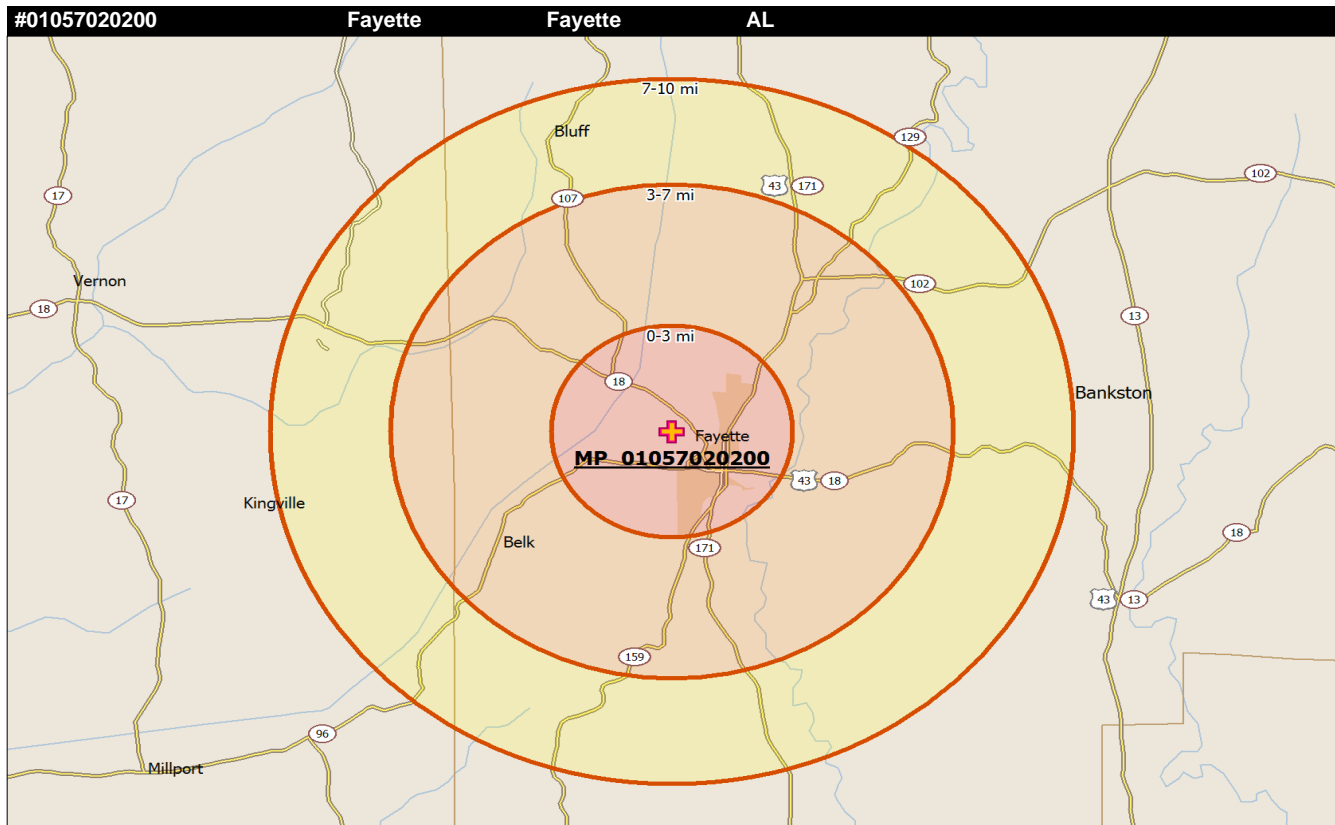 #01057020200 Fayette Fayette AL
7-10 mi
Bluff
129
102
43 171
17
3-7 mi
107
Vernon
102
18
13
0-3 mi
18
Bankston
Fayette
MP 01057020200
43 18
17
Kingville
18
Belk
171
43 13
159
96
Millport